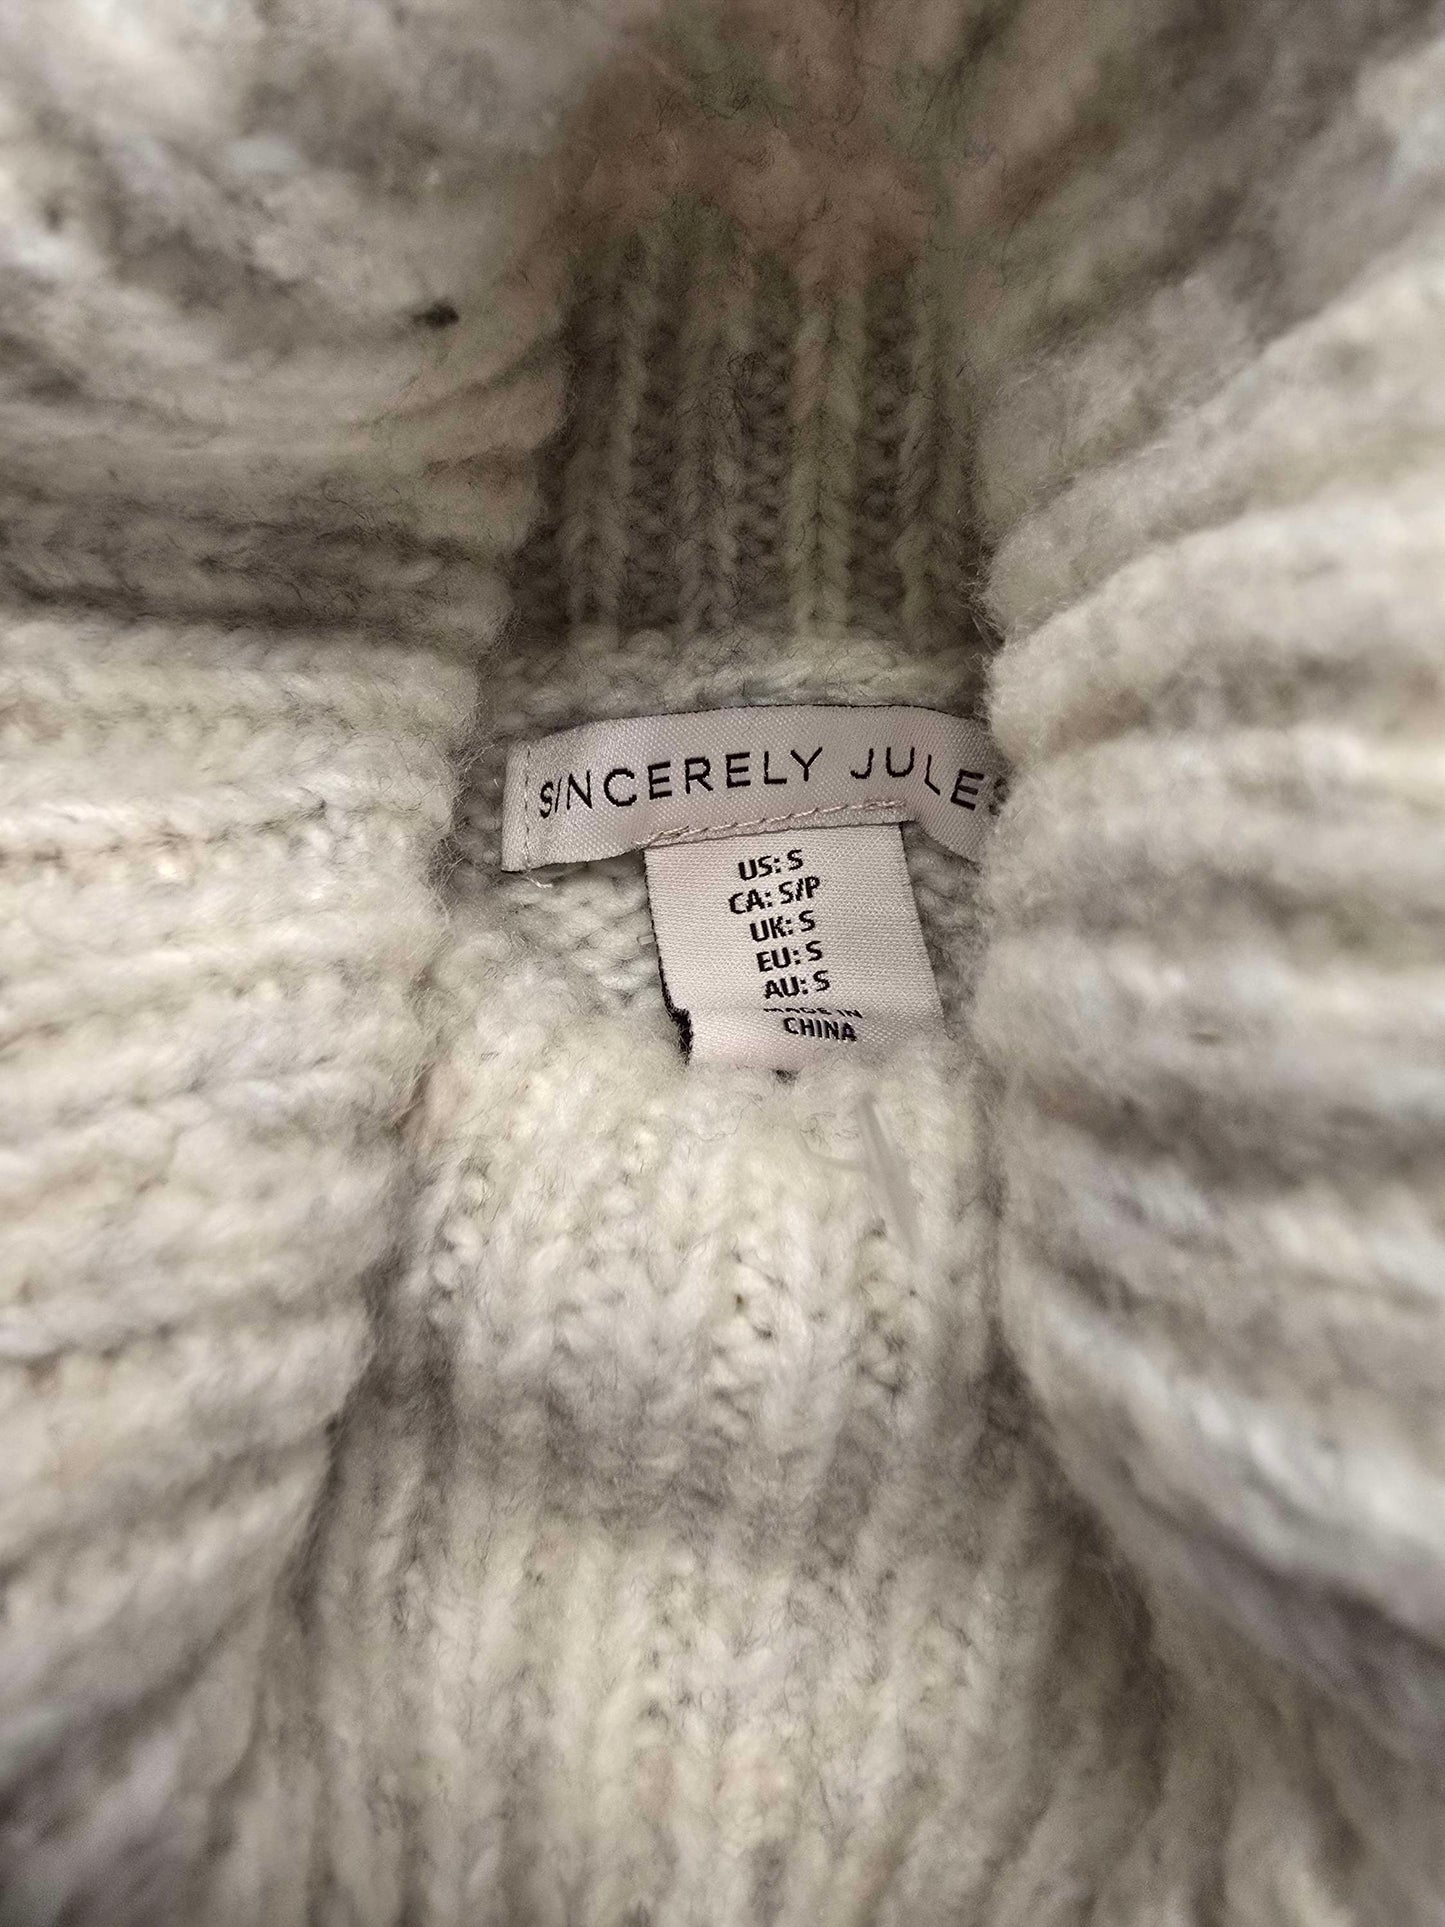 SINCERELY JULES
US: S
CA: S/P
UK: S
EU: S
AU: S
MADE IN
CHINA